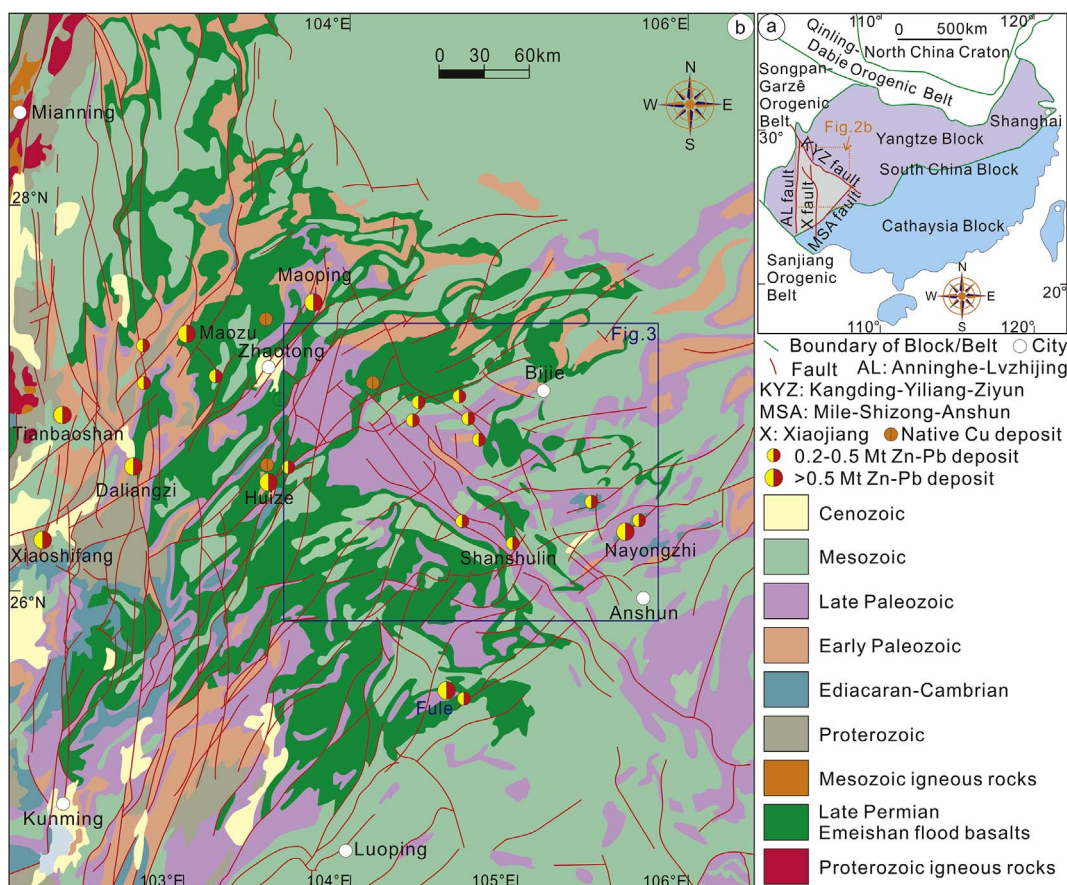 104°E
106°E
b
0 30 60km
N
W E
S
Mianning
28°N
Maoping
Maozu
Zhaotong
Fig.3
Bijie
Tianbaoshan
Daliangzi
Huize
Xiaoshifang
Shanshulin
Nayongzhi
26°N
Anshun
Fule
Kunming
Luoping
103°E
104°E
105°E
106°E
a
110°
0 500km
120°
Qinling-
Dabie Orogenic Belt
North China Craton
Songpan-
Garzê
Orogenic
Belt
Shanghai
30°
Fig.2b
Yangtze Block
KYZ fault
South China Block
AL fault
X fault
MSA fault
Cathaysia Block
Sanjiang
Orogenic
Belt
N
W E
S
20°
110°
120°
Boundary of Block/Belt City
Fault AL: Anninghe-Lvzhijing
KYZ: Kangding-Yiliang-Ziyun
MSA: Mile-Shizong-Anshun
X: Xiaojiang Native Cu deposit
0.2-0.5 Mt Zn-Pb deposit
>0.5 Mt Zn-Pb deposit
Cenozoic
Mesozoic
Late Paleozoic
Early Paleozoic
Ediacaran-Cambrian
Proterozoic
Mesozoic igneous rocks
Late Permian
Emeishan flood basalts
Proterozoic igneous rocks